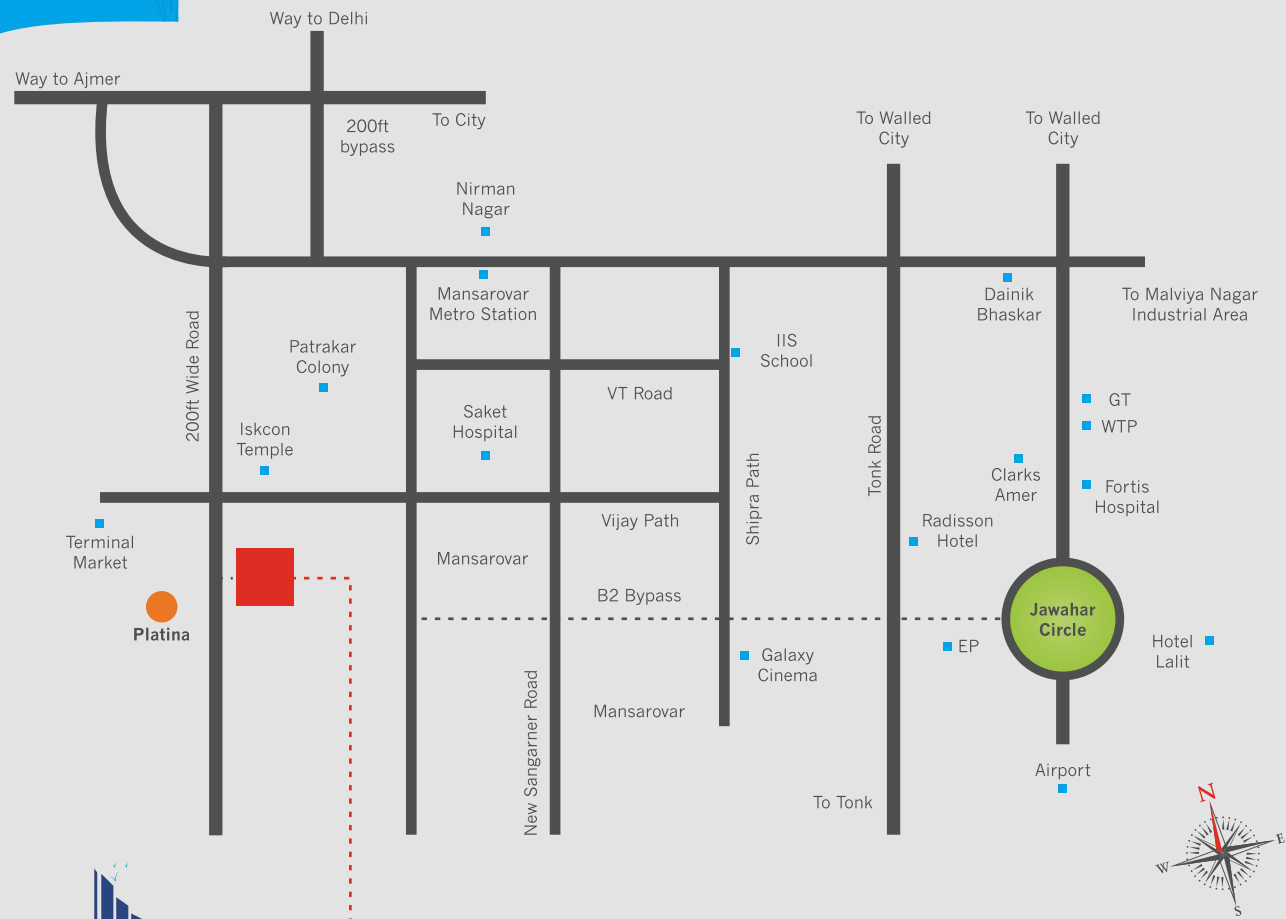 Way to Delhi
Way to Ajmer
To City
200ft
bypass
To Walled
City
To Walled
City
Nirman
Nagar
Mansarovar
Metro Station
Dainik
Bhaskar
To Malviya Nagar
Industrial Area
200ft Wide Road
Patrakar
Colony
IIS
School
VT Road
GT
WTP
Saket
Hospital
Iskcon
Temple
Tonk Road
Shipra Path
Clarks
Amer
Fortis
Hospital
Vijay Path
Radisson
Hotel
Terminal
Market
Mansarovar
B2 Bypass
Platina
Jawahar
Circle
EP
Hotel
Lalit
Galaxy
Cinema
New Sangarner Road
Mansarovar
Airport
To Tonk
N
E
W
S